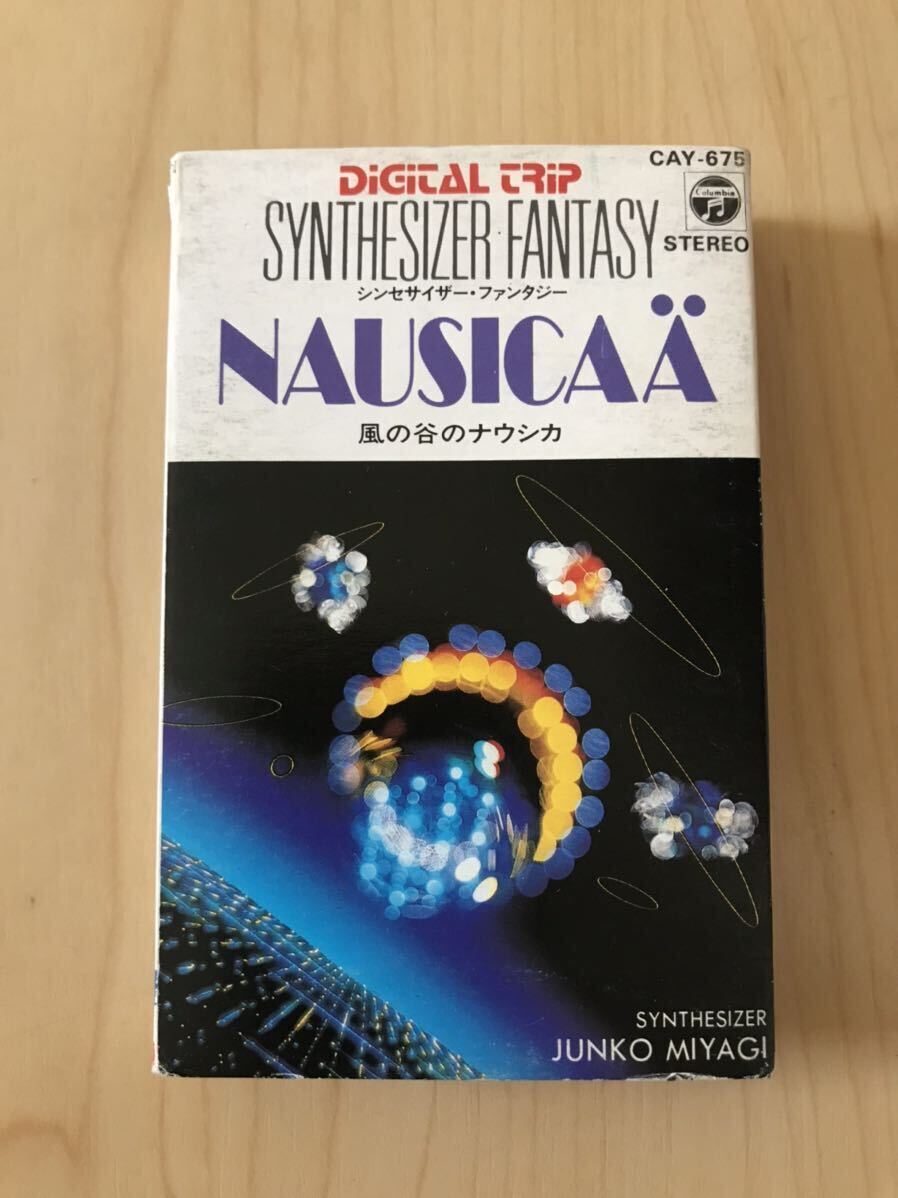 CAY-675
DiGiTAL TRiP
Columbia
SYNTHESIZER・FANTASY
STEREO
シンセサイザー・ファンタジー
NAUSICAÄ
風の谷のナウシカ
SYNTHESIZER
JUNKO MIYAGI